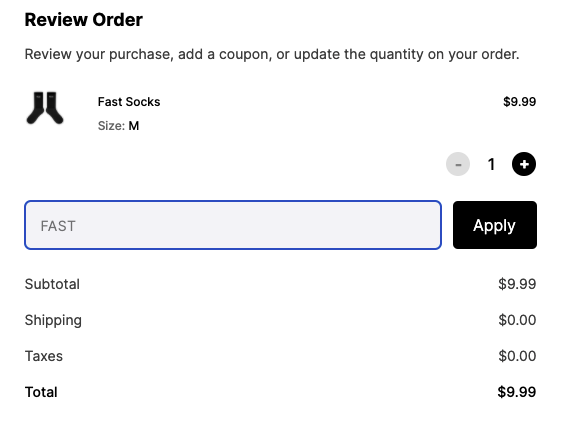 Review Order
Review your purchase, add a coupon, or update the quantity on your order.
Fast Socks $9.99
Size: M
- 1 +
FAST Apply
Subtotal $9.99
Shipping $0.00
Taxes $0.00
Total $9.99